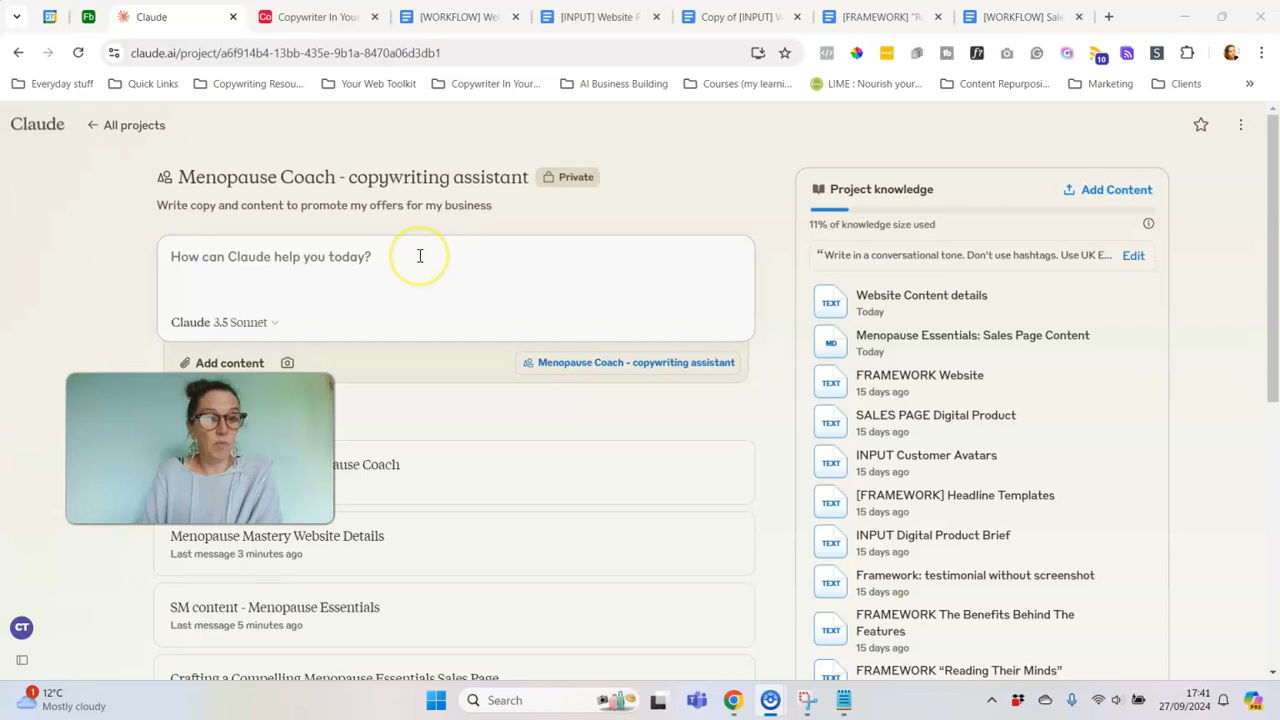 Claude
Copywriter In Your
[WORKFLOW] We
[INPUT] Website F
Copy of [INPUT] W
[FRAMEWORK] "Re
[WORKFLOW] Sale
claude.ai/project/a6f914b4-13bb-435e-9b1a-8470a06d3db1
10
Everyday stuff
Quick Links
Copywriting Resou...
Your Web Toolkit
Copywriter In Your...
AI Business Building
Courses (my learni...
LIME : Nourish your...
Content Repurposi...
Marketing
Clients
Claude
All projects
Menopause Coach - copywriting assistant
Private
Write copy and content to promote my offers for my business
How can Claude help you today?
Claude 3.5 Sonnet
Add content
Menopause Coach - copywriting assistant
ause Coach
Menopause Mastery Website Details
Last message 3 minutes ago
SM content - Menopause Essentials
Last message 5 minutes ago
Crafting a Compelling Menopause Essentials Sales Page
Project knowledge
Add Content
11% of knowledge size used
“Write in a conversational tone. Don't use hashtags. Use UK E...
Edit
TEXT
Website Content details
Today
MD
Menopause Essentials: Sales Page Content
Today
TEXT
FRAMEWORK Website
15 days ago
TEXT
SALES PAGE Digital Product
15 days ago
TEXT
INPUT Customer Avatars
15 days ago
TEXT
[FRAMEWORK] Headline Templates
15 days ago
TEXT
INPUT Digital Product Brief
15 days ago
TEXT
Framework: testimonial without screenshot
15 days ago
TEXT
FRAMEWORK The Benefits Behind The
Features
15 days ago
TEXT
FRAMEWORK “Reading Their Minds”
CT
1
12°C
Mostly cloudy
Search
17:41
27/09/2024